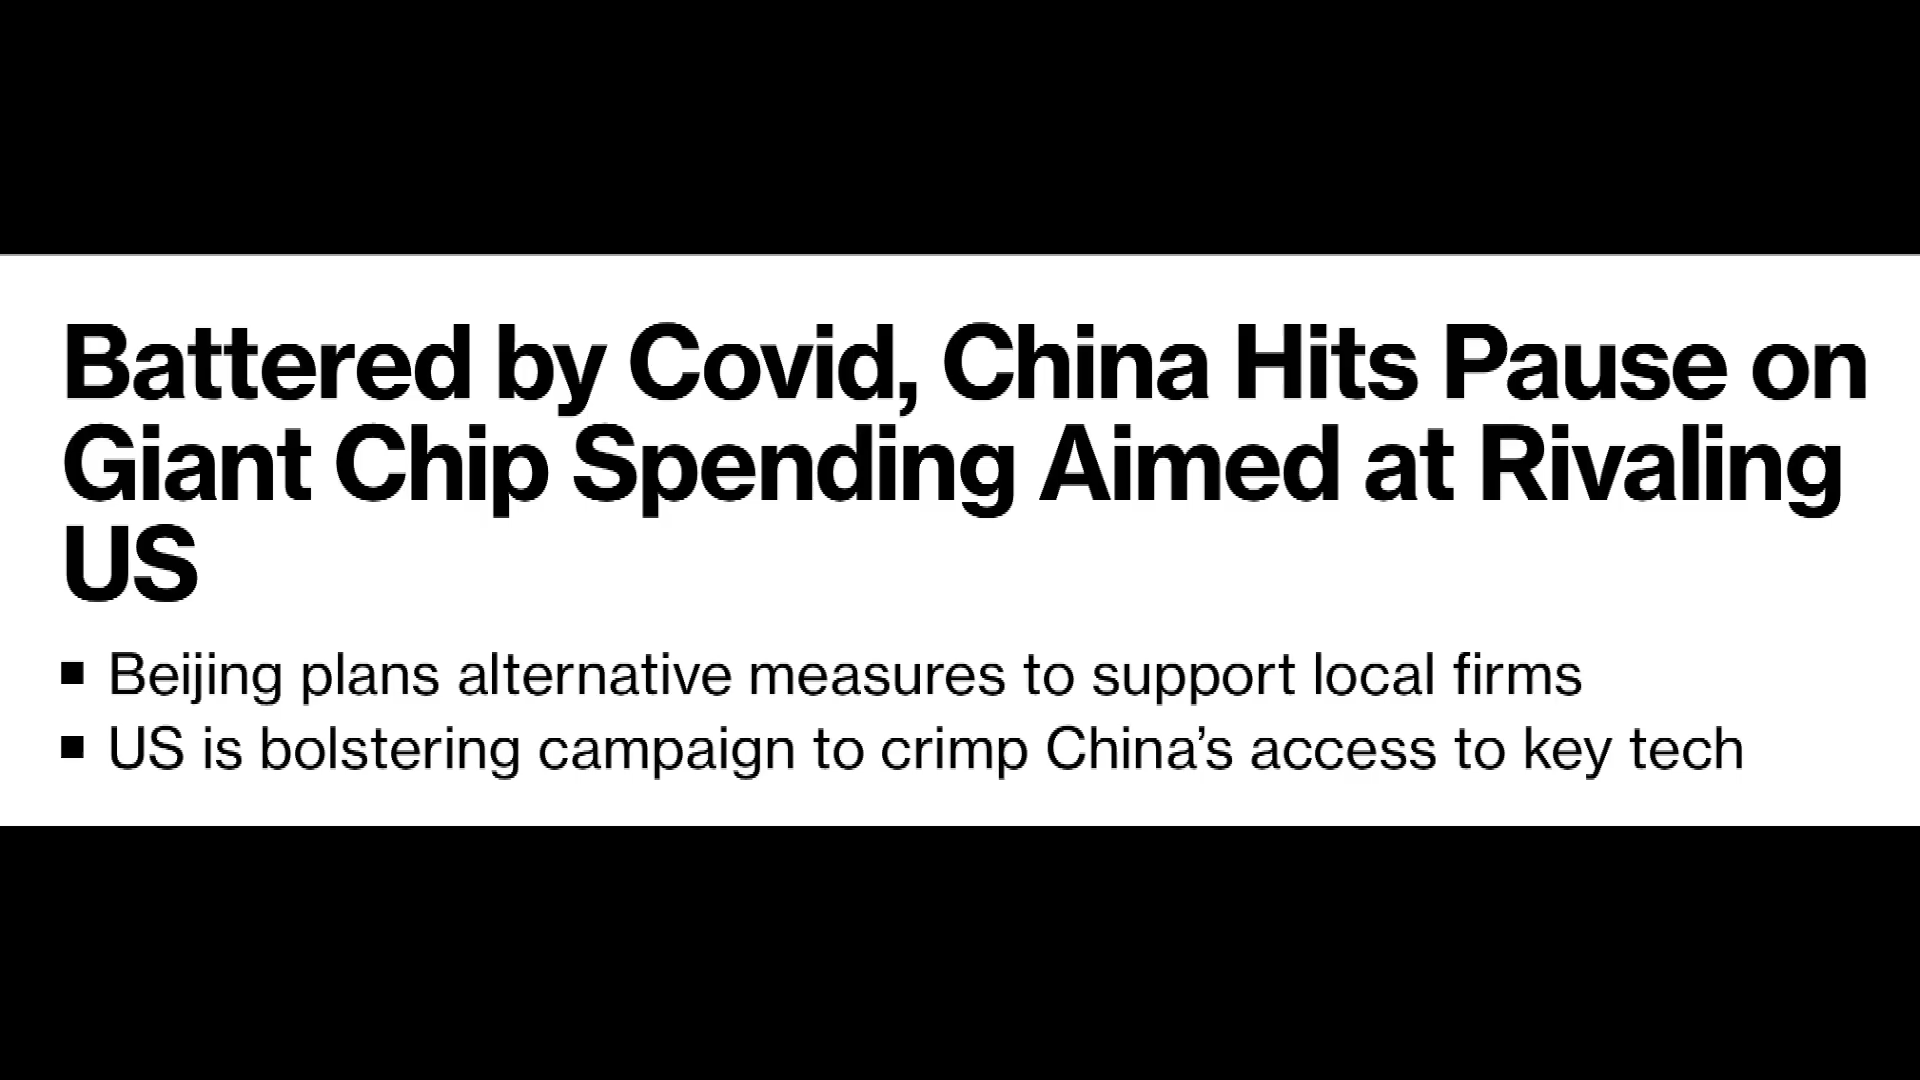 Battered by Covid, China Hits Pause on
Giant Chip Spending Aimed at Rivaling
US
▪ Beijing plans alternative measures to support local firms
▪ US is bolstering campaign to crimp China’s access to key tech